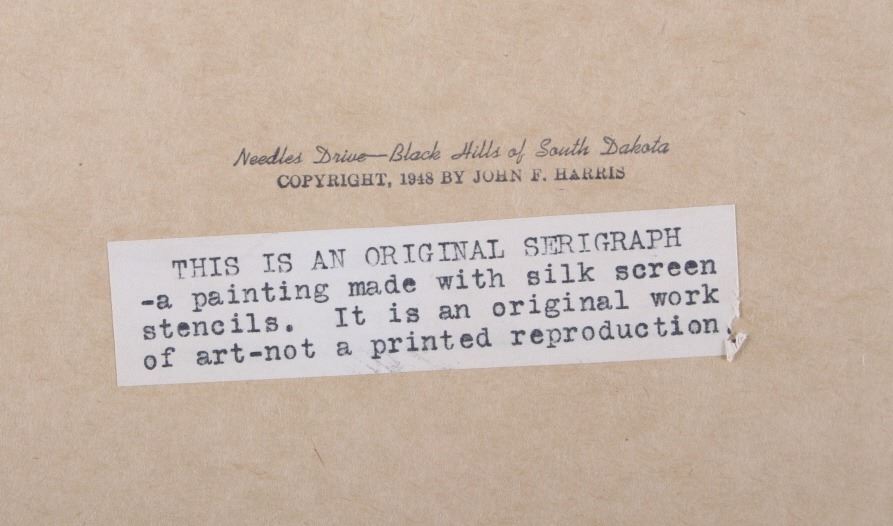 Needles Drive—Black Hills of South Dakota
COPYRIGHT, 1948 BY JOHN F. HARRIS
THIS IS AN ORIGINAL SERIGRAPH
-a painting made with silk screen
stencils. It is an original work
of art-not a printed reproduction.